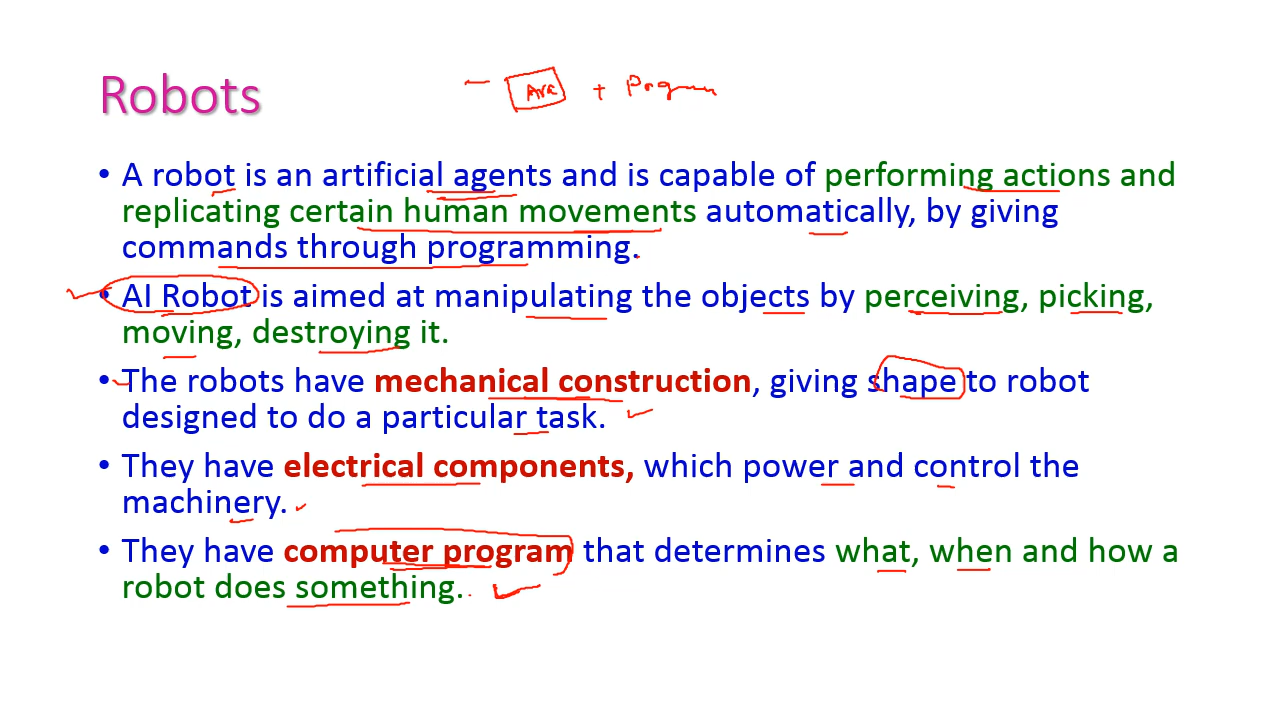 Robots
- Arc + Program
• A robot is an artificial agents and is capable of performing actions and
replicating certain human movements automatically, by giving
commands through programming.
• AI Robot is aimed at manipulating the objects by perceiving, picking,
moving, destroying it.
• The robots have mechanical construction, giving shape to robot
designed to do a particular task.
• They have electrical components, which power and control the
machinery.
• They have computer program that determines what, when and how a
robot does something.